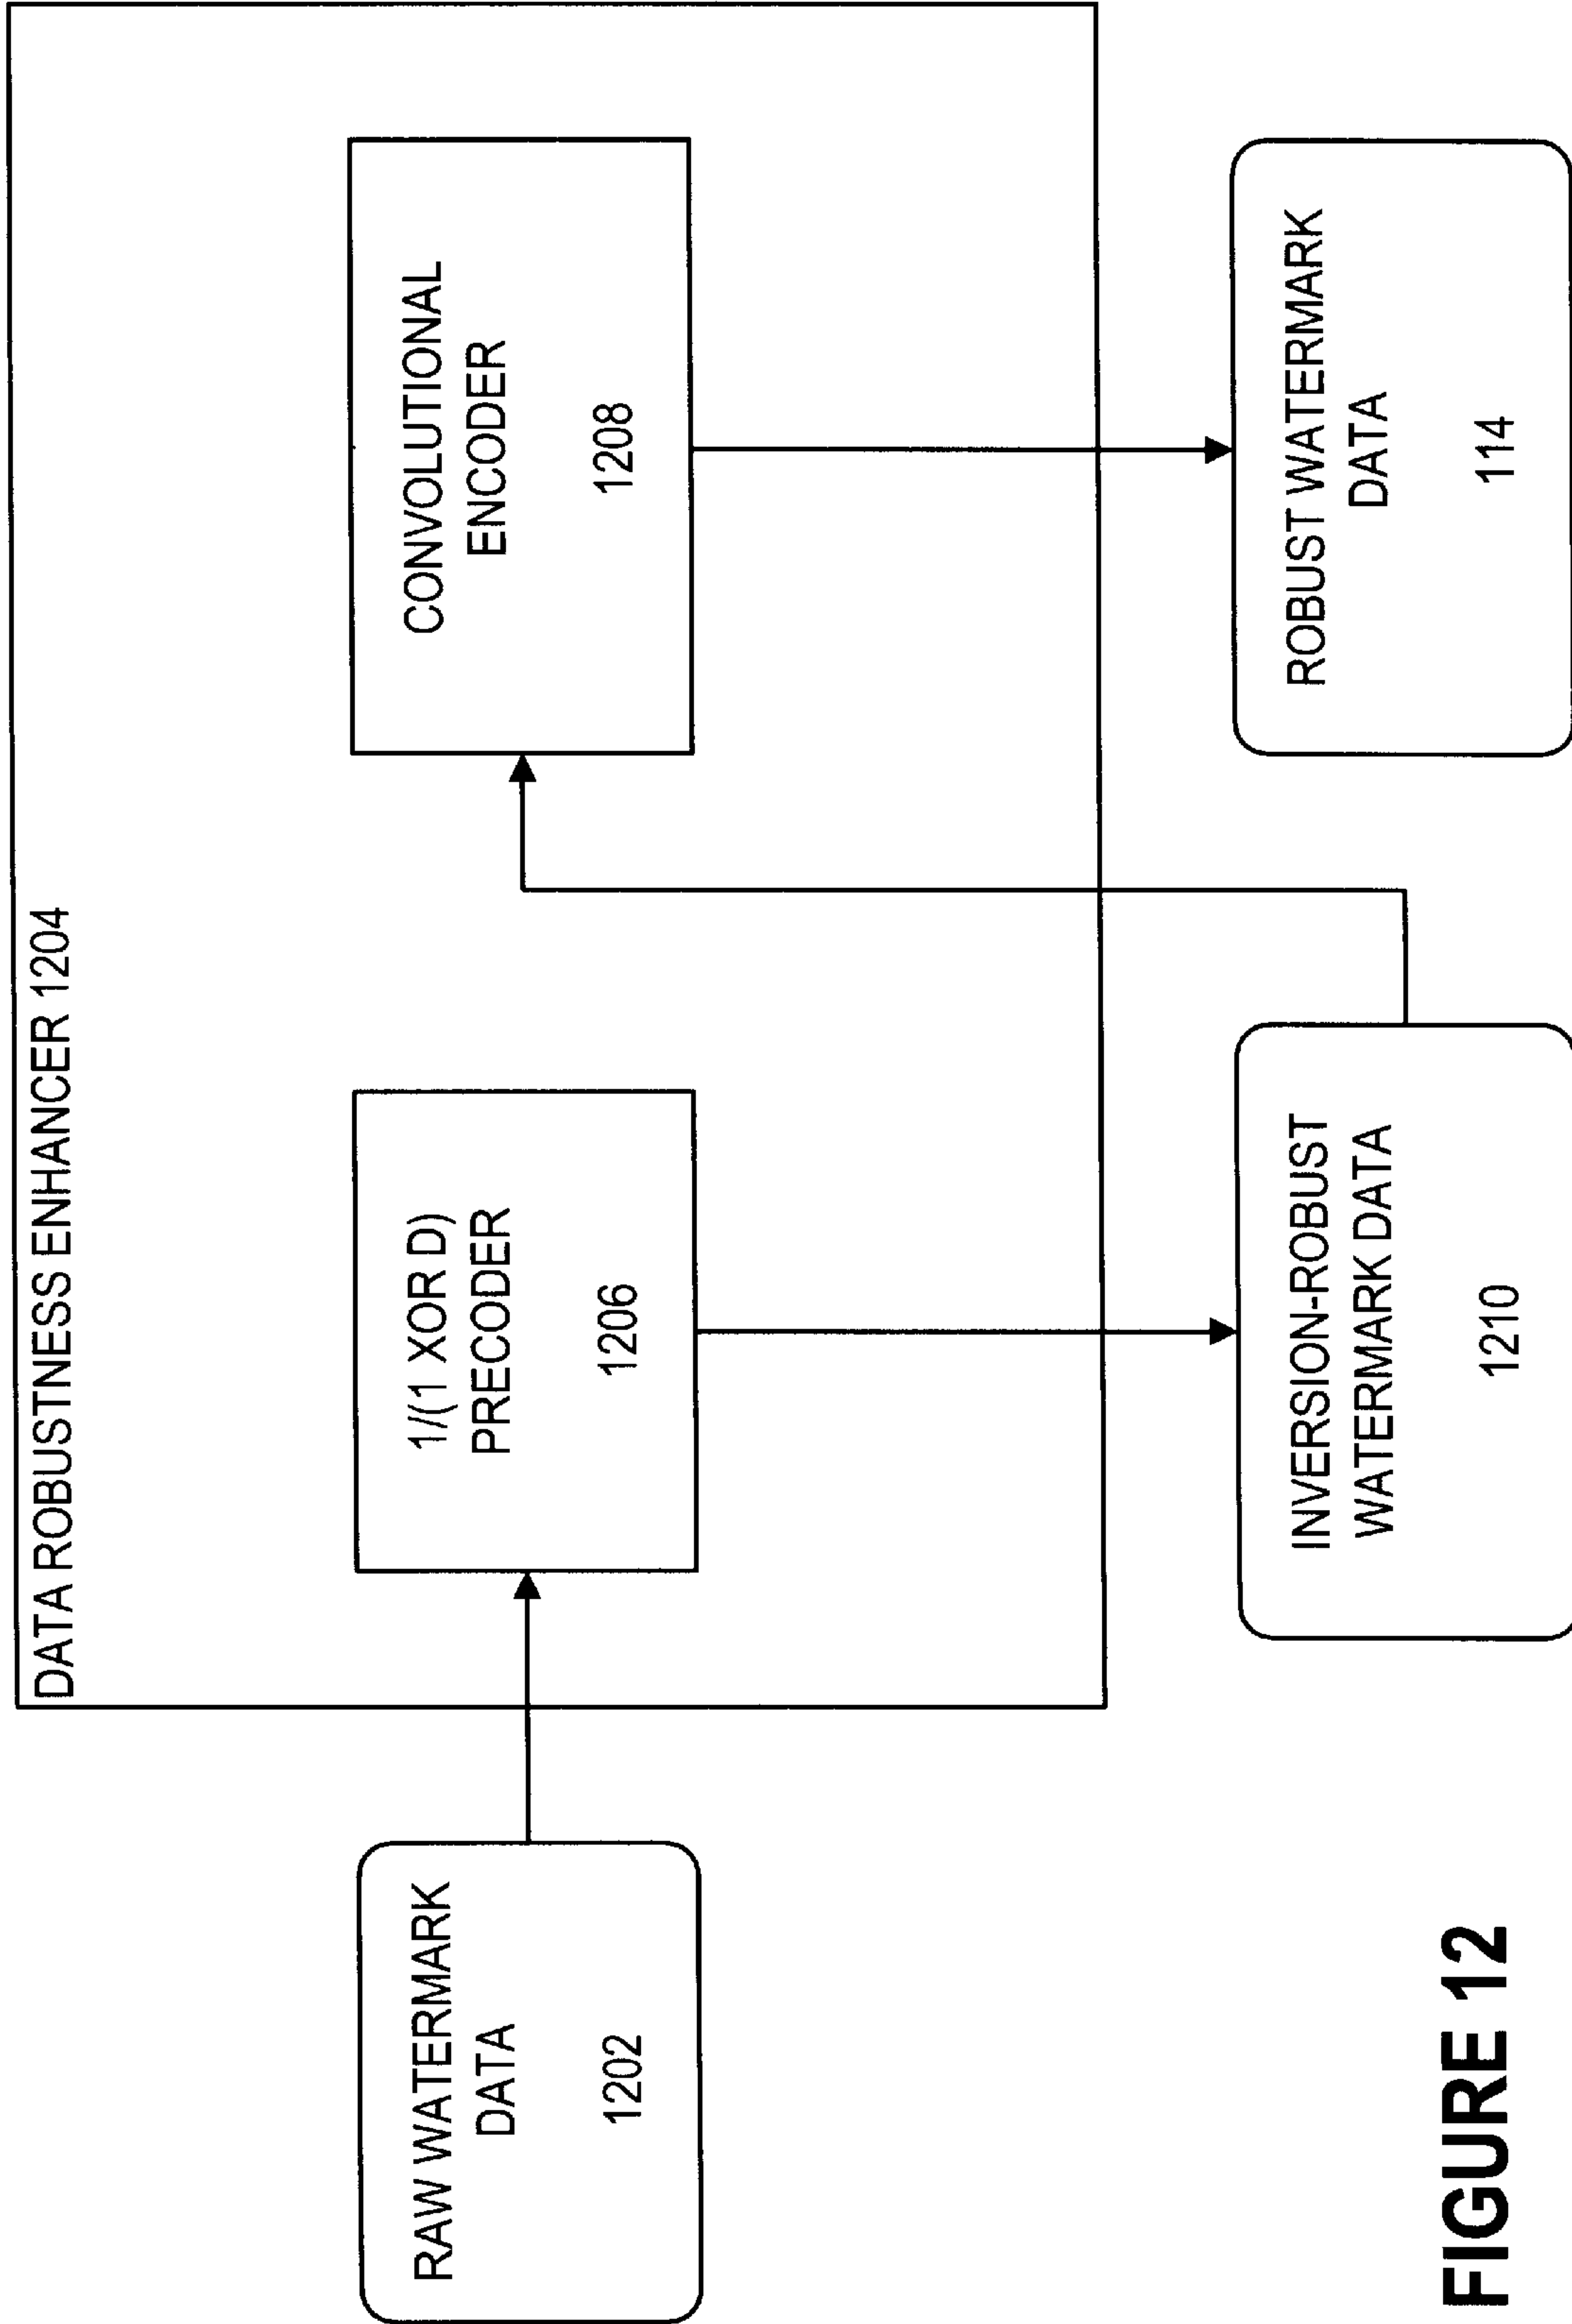 DATA ROBUSTNESS ENHANCER 1204
RAW WATERMARK
DATA
1202
1/(1 XOR D)
PRECODER
1206
CONVOLUTIONAL
ENCODER
1208
INVERSION-ROBUST
WATERMARK DATA
1210
ROBUST WATERMARK
DATA
114
FIGURE 12